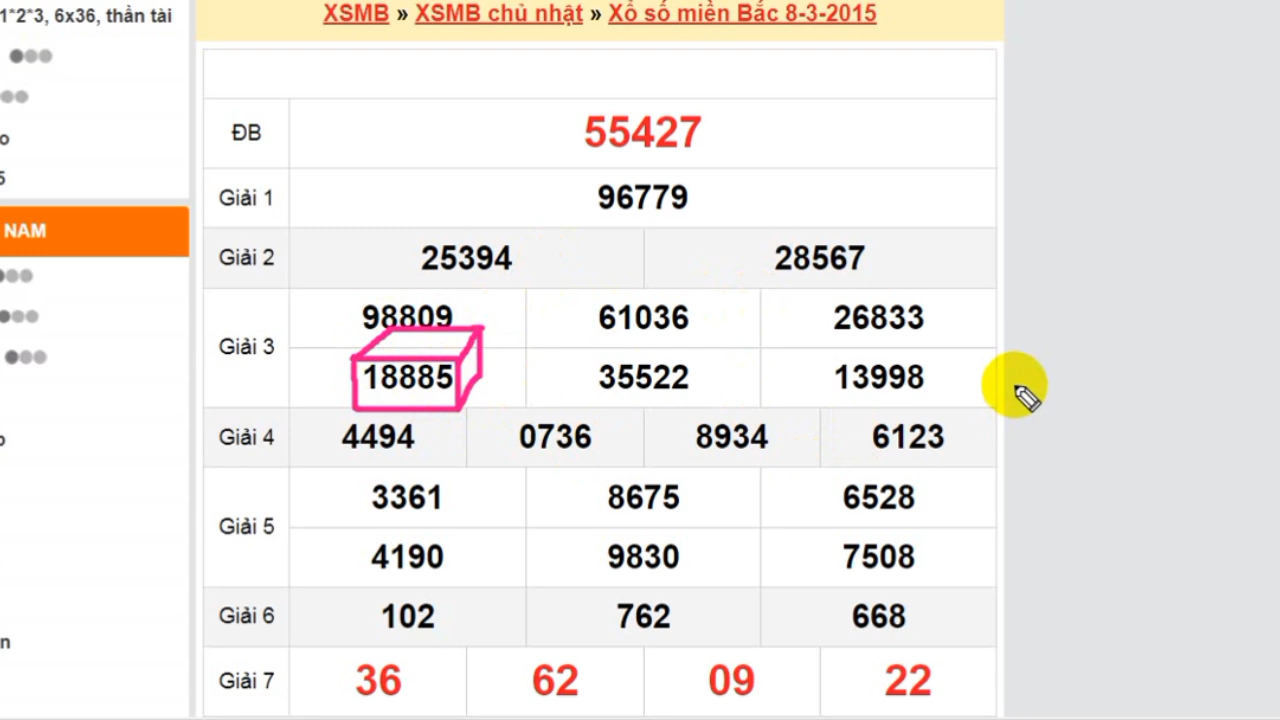 1*2*3, 6x36, thần tài
XSMB » XSMB chủ nhật » Xổ số miền Bắc 8-3-2015
NAM
ĐB 55427
Giải 1 96779
Giải 2 25394 28567
Giải 3
98809 61036 26833
18885 35522 13998
Giải 4 4494 0736 8934 6123
Giải 5
3361 8675 6528
4190 9830 7508
Giải 6 102 762 668
Giải 7 36 62 09 22